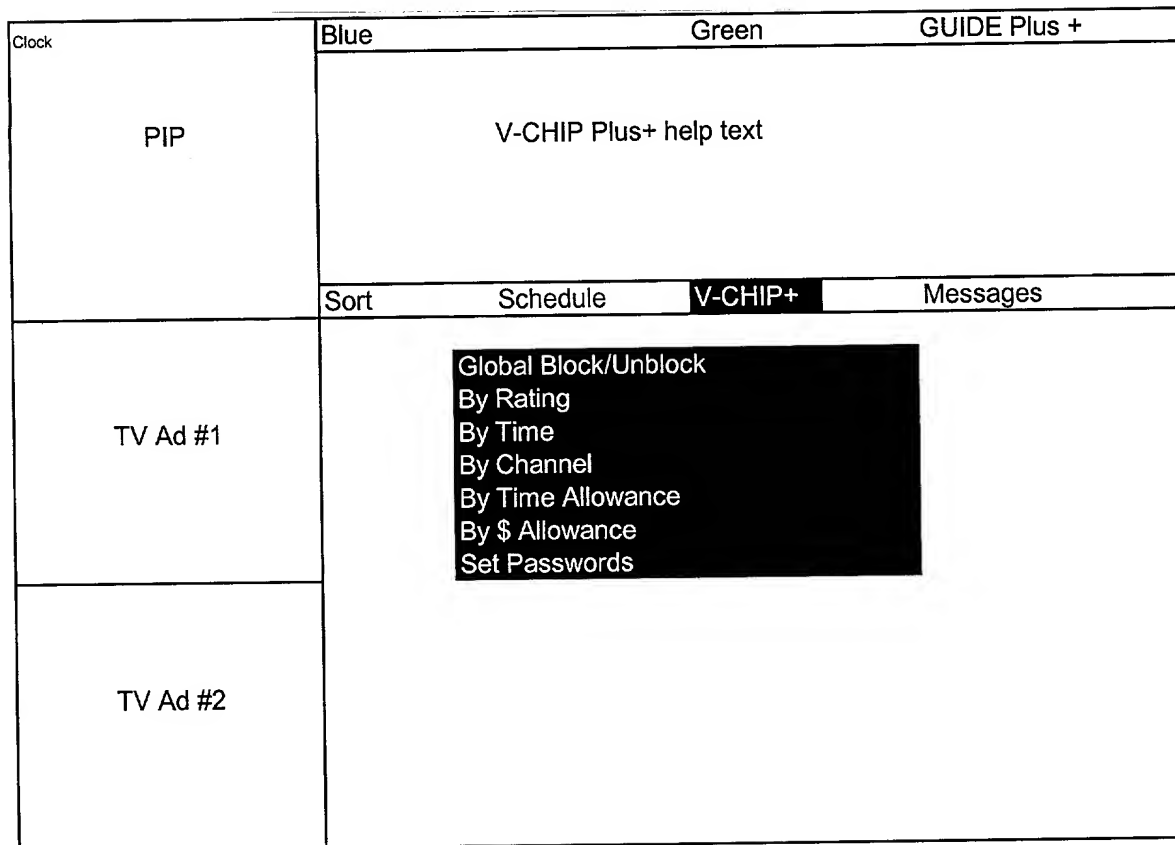 Clock
Blue Green GUIDE Plus +
PIP
V-CHIP Plus+ help text
Sort Schedule V-CHIP+ Messages
TV Ad #1
Global Block/Unblock
By Rating
By Time
By Channel
By Time Allowance
By $ Allowance
Set Passwords
TV Ad #2